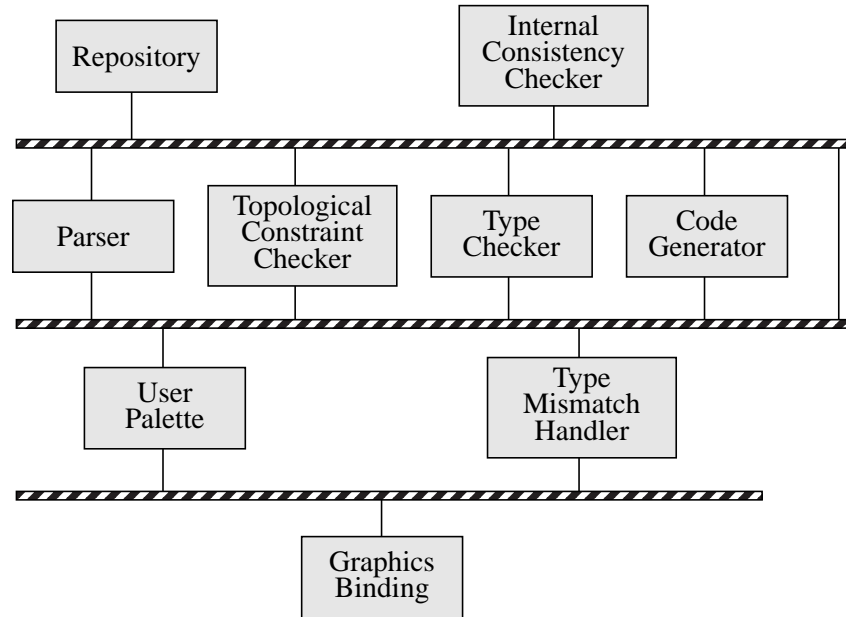 Repository
Internal
Consistency
Checker
Parser
Topological
Constraint
Checker
Type
Checker
Code
Generator
User
Palette
Type
Mismatch
Handler
Graphics
Binding